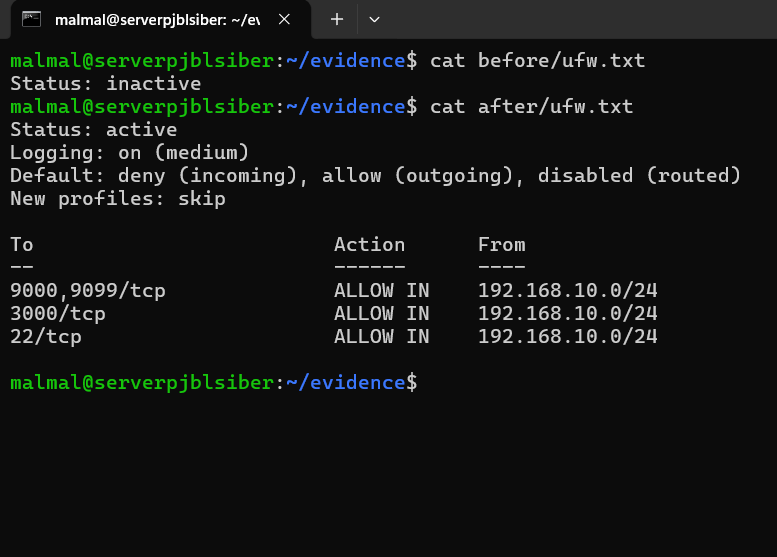 malmal@serverpjblsiber: ~/e
malmal@serverpjblsiber:~/evidence$ cat before/ufw.txt
Status: inactive
malmal@serverpjblsiber:~/evidence$ cat after/ufw.txt
Status: active
Logging: on (medium)
Default: deny (incoming), allow (outgoing), disabled (routed)
New profiles: skip
To Action From
-- ------ ----
9000,9099/tcp ALLOW IN 192.168.10.0/24
3000/tcp ALLOW IN 192.168.10.0/24
22/tcp ALLOW IN 192.168.10.0/24
malmal@serverpjblsiber:~/evidence$